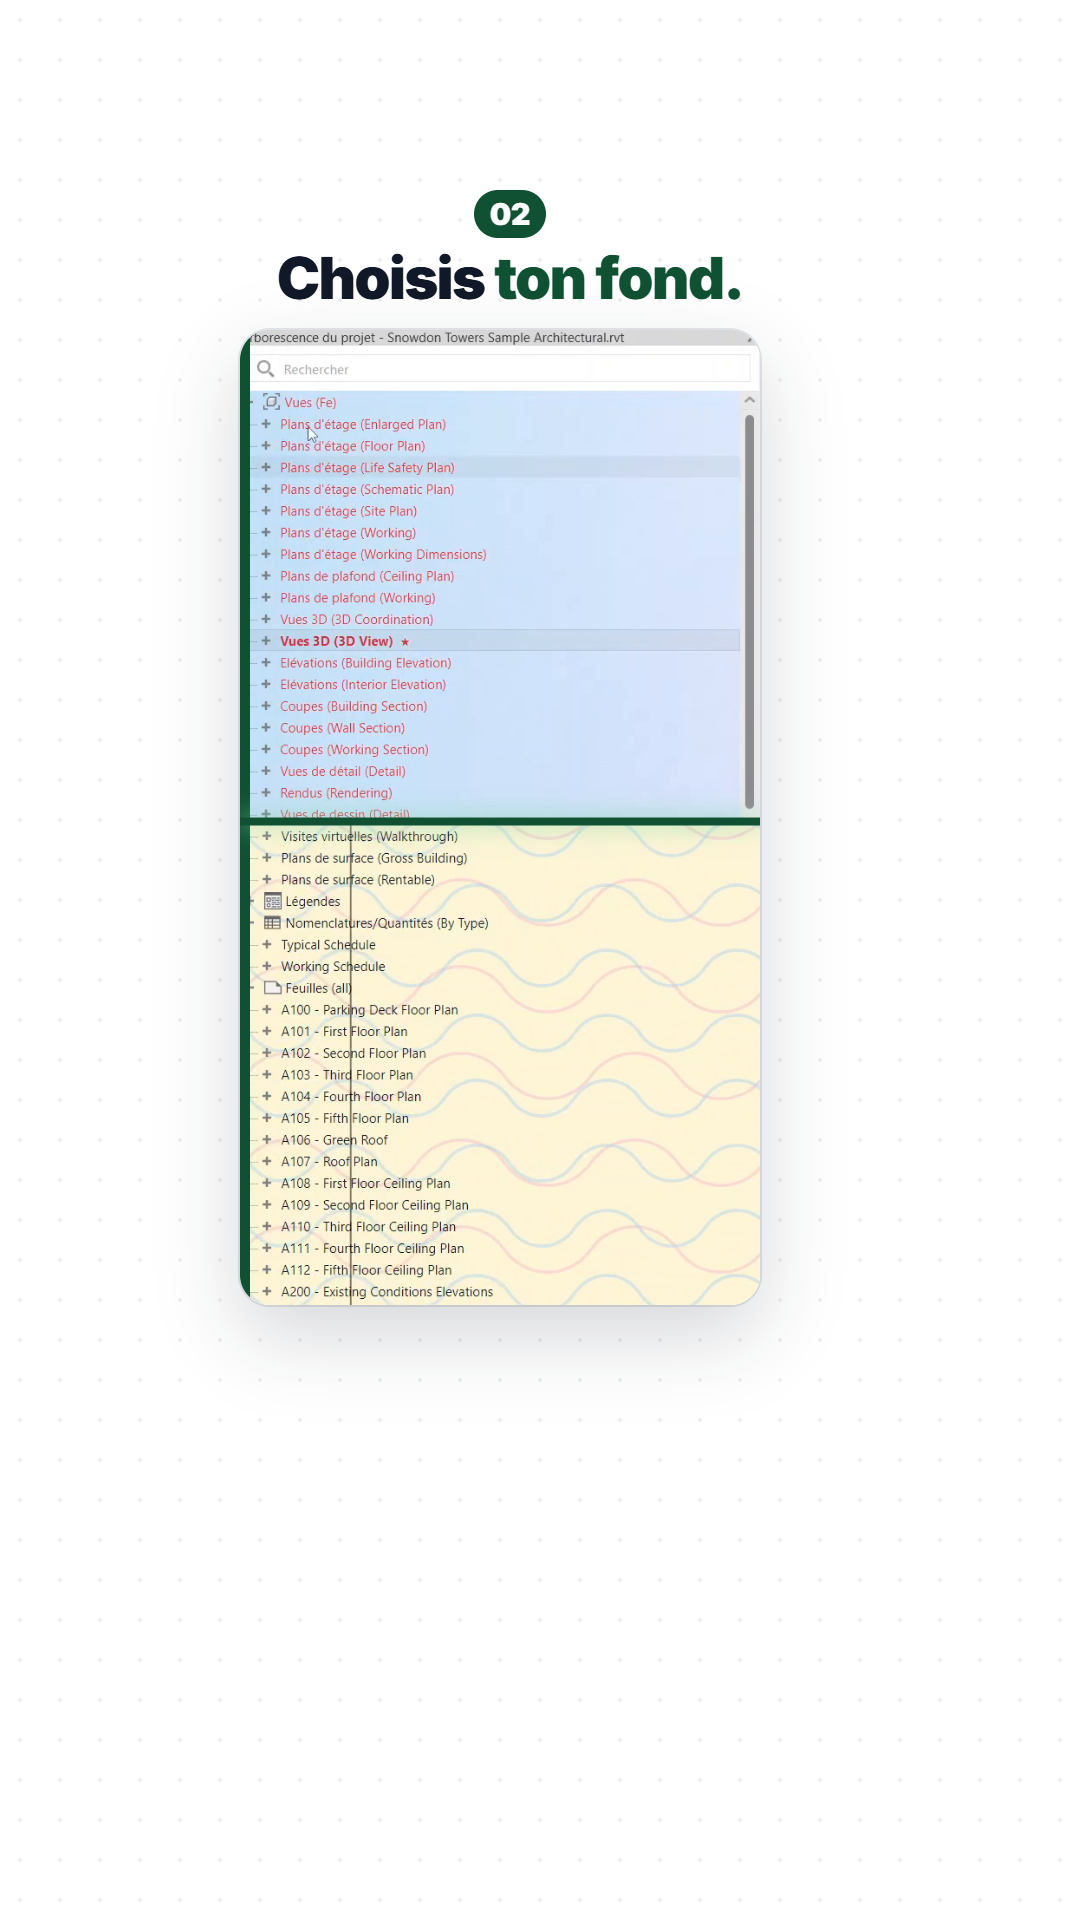 02
Choisis ton fond.
borescence du projet - Snowdon Towers Sample Architectural.rvt
Rechercher
Vues (Fe)
Plans d'étage (Enlarged Plan)
Plans d'étage (Floor Plan)
Plans d'étage (Life Safety Plan)
Plans d'étage (Schematic Plan)
Plans d'étage (Site Plan)
Plans d'étage (Working)
Plans d'étage (Working Dimensions)
Plans de plafond (Ceiling Plan)
Plans de plafond (Working)
Vues 3D (3D Coordination)
Vues 3D (3D View) ★
Elévations (Building Elevation)
Elévations (Interior Elevation)
Coupes (Building Section)
Coupes (Wall Section)
Coupes (Working Section)
Vues de détail (Detail)
Rendus (Rendering)
Vues de dessin (Detail)
Visites virtuelles (Walkthrough)
Plans de surface (Gross Building)
Plans de surface (Rentable)
Légendes
Nomenclatures/Quantités (By Type)
Typical Schedule
Working Schedule
Feuilles (all)
A100 - Parking Deck Floor Plan
A101 - First Floor Plan
A102 - Second Floor Plan
A103 - Third Floor Plan
A104 - Fourth Floor Plan
A105 - Fifth Floor Plan
A106 - Green Roof
A107 - Roof Plan
A108 - First Floor Ceiling Plan
A109 - Second Floor Ceiling Plan
A110 - Third Floor Ceiling Plan
A111 - Fourth Floor Ceiling Plan
A112 - Fifth Floor Ceiling Plan
A200 - Existing Conditions Elevations